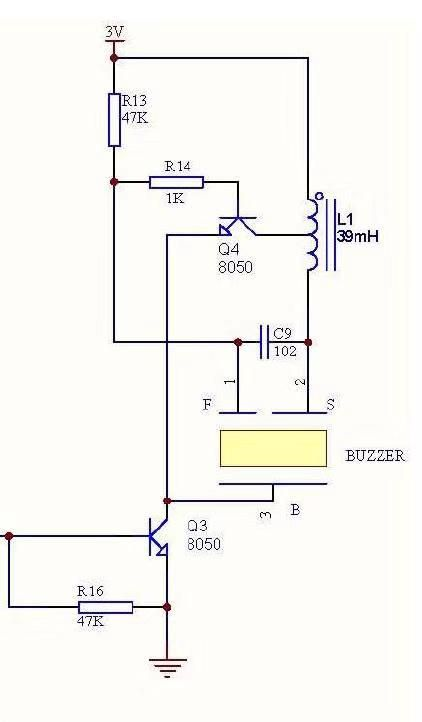 3V
R13
47K
R14
1K
L1
39mH
Q4
8050
C9
102
1
2
F
S
BUZZER
3
B
Q3
8050
R16
47K